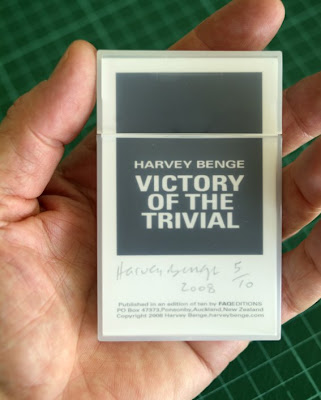 HARVEY BENGE
VICTORY
OF THE
TRIVIAL
Harvey Benge 5/10
2008
Published in an edition of ten by FAQEDITIONS
PO Box 47873,Ponsonby,Auckland,New Zealand
Copyright 2008 Harvey Benge.harveybenge.com